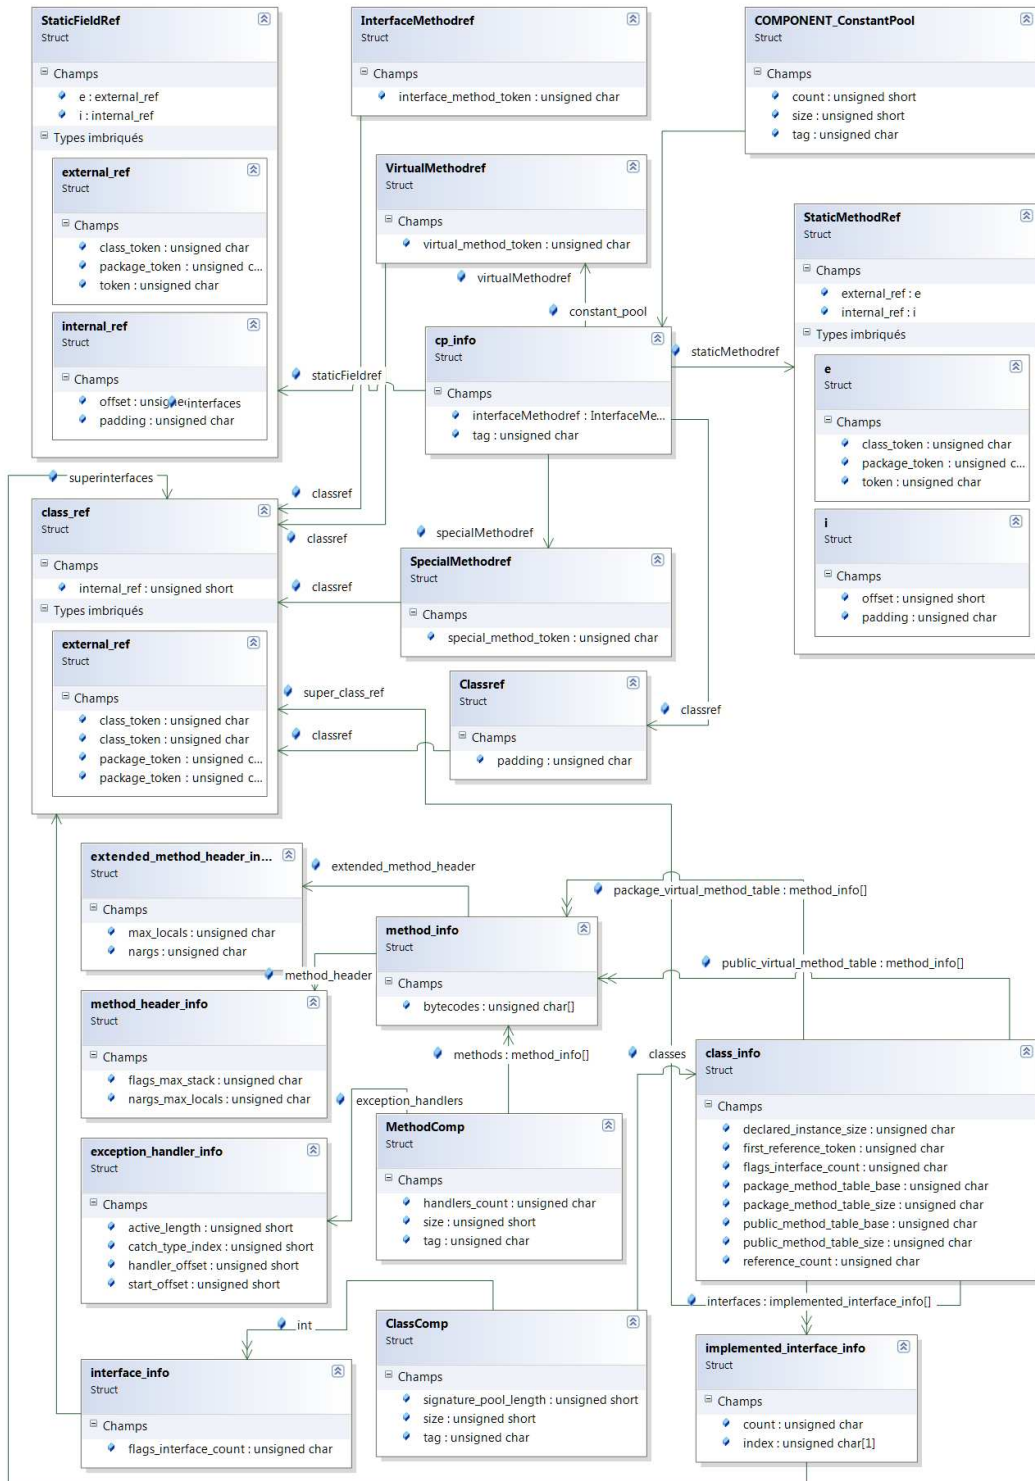 StaticFieldRef
Struct
Champs
e : external_ref
i : internal_ref
Types imbriqués
external_ref
Struct
Champs
class_token : unsigned char
package_token : unsigned c...
token : unsigned char
internal_ref
Struct
Champs
offset : unsigne
interfaces
padding : unsigned char
InterfaceMethodref
Struct
Champs
interface_method_token : unsigned char
COMPONENT_ConstantPool
Struct
Champs
count : unsigned short
size : unsigned short
tag : unsigned char
VirtualMethodref
Struct
Champs
virtual_method_token : unsigned char
virtualMethodref
constant_pool
StaticMethodRef
Struct
Champs
external_ref : e
internal_ref : i
Types imbriqués
e
Struct
Champs
class_token : unsigned char
package_token : unsigned c...
token : unsigned char
i
Struct
Champs
offset : unsigned short
padding : unsigned char
cp_info
Struct
Champs
interfaceMethodref : InterfaceMe...
tag : unsigned char
staticMethodref
staticFieldref
superinterfaces
classref
classref
specialMethodref
class_ref
Struct
Champs
internal_ref : unsigned short
Types imbriqués
external_ref
Struct
Champs
class_token : unsigned char
class_token : unsigned char
package_token : unsigned c...
package_token : unsigned c...
SpecialMethodref
Struct
Champs
special_method_token : unsigned char
classref
super_class_ref
classref
Classref
Struct
Champs
padding : unsigned char
classref
extended_method_header_in...
Struct
Champs
max_locals : unsigned char
nargs : unsigned char
extended_method_header
package_virtual_method_table : method_info[]
method_info
Struct
Champs
bytecodes : unsigned char[]
public_virtual_method_table : method_info[]
method_header
method_header_info
Struct
Champs
flags_max_stack : unsigned char
nargs_max_locals : unsigned char
methods : method_info[]
classes
exception_handlers
class_info
Struct
Champs
declared_instance_size : unsigned char
first_reference_token : unsigned char
flags_interface_count : unsigned char
package_method_table_base : unsigned char
package_method_table_size : unsigned char
public_method_table_base : unsigned char
public_method_table_size : unsigned char
reference_count : unsigned char
MethodComp
Struct
Champs
handlers_count : unsigned char
size : unsigned short
tag : unsigned char
exception_handler_info
Struct
Champs
active_length : unsigned short
catch_type_index : unsigned short
handler_offset : unsigned short
start_offset : unsigned short
interfaces : implemented_interface_info[]
int
ClassComp
Struct
Champs
signature_pool_length : unsigned short
size : unsigned short
tag : unsigned char
interface_info
Struct
Champs
flags_interface_count : unsigned char
implemented_interface_info
Struct
Champs
count : unsigned char
index : unsigned char[1]